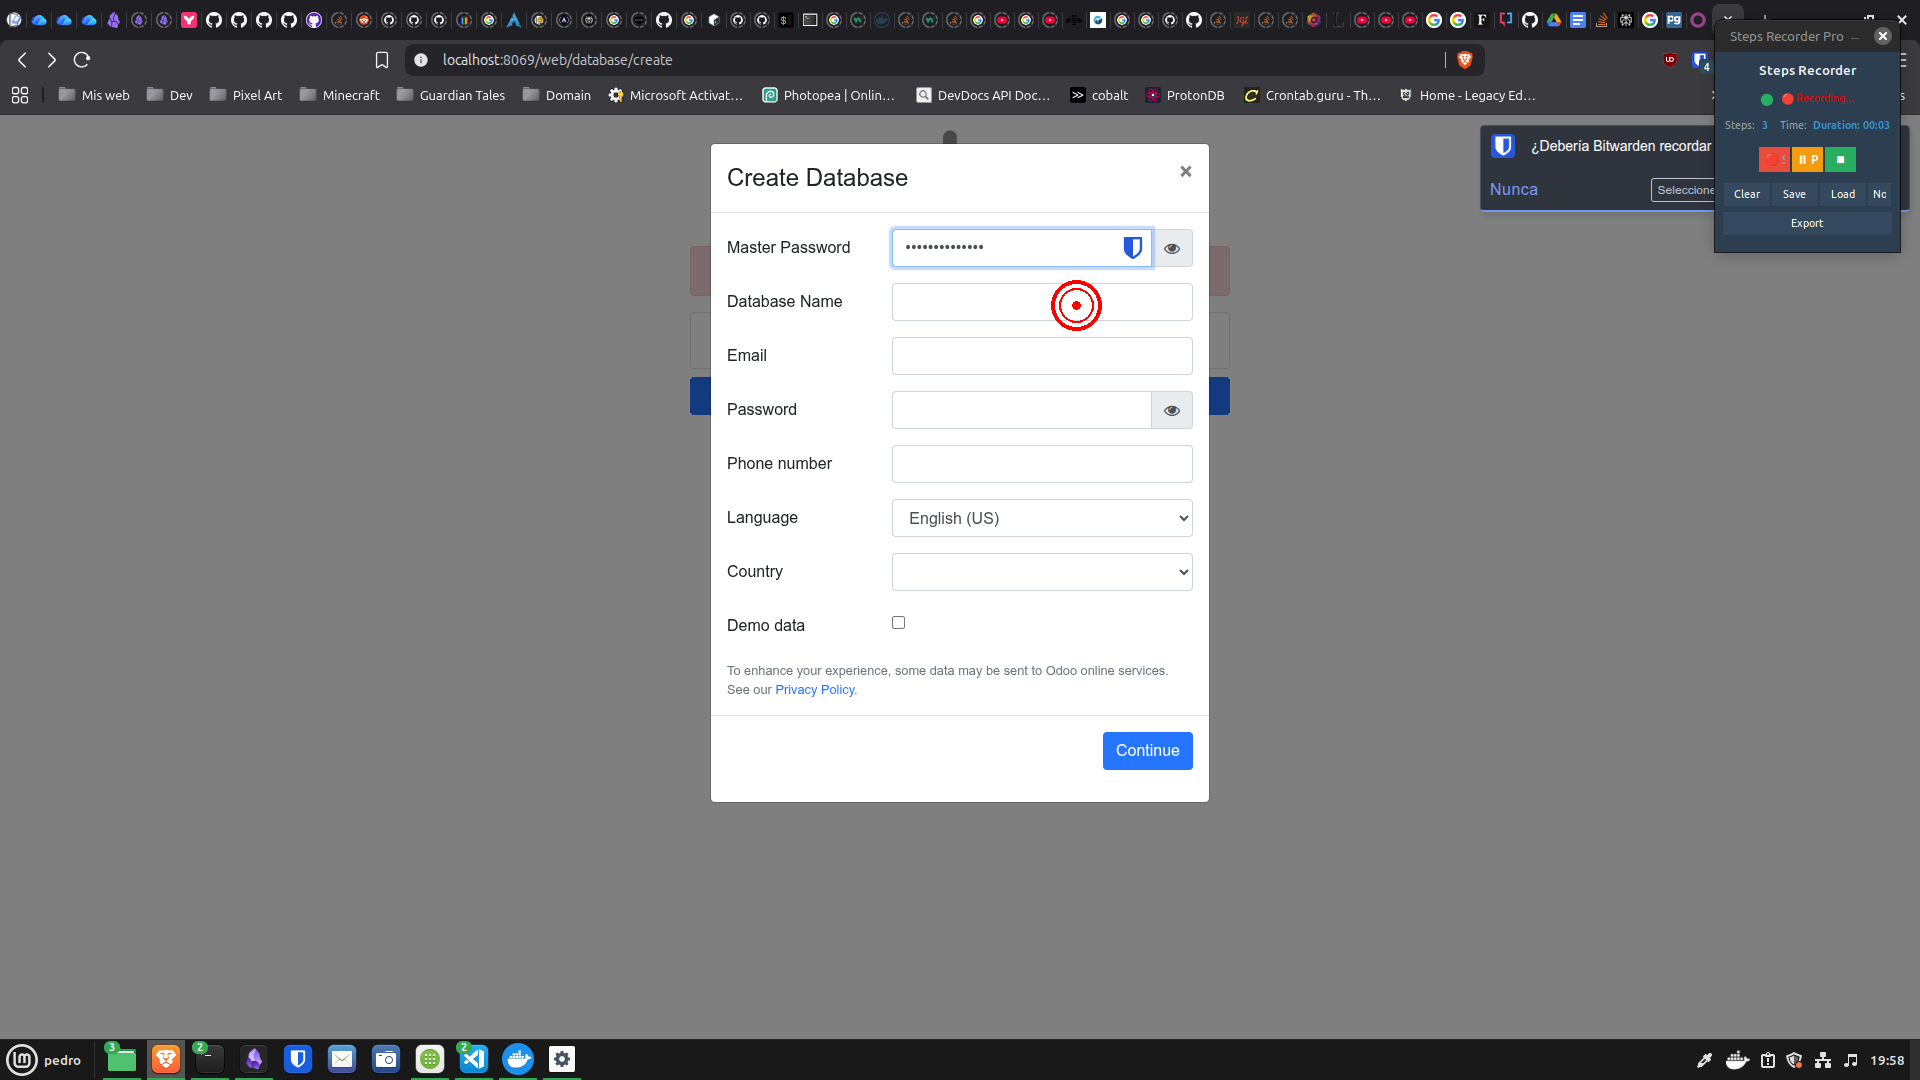 localhost:8069/web/database/create
4
Mis web
Dev
Pixel Art
Minecraft
Guardian Tales
Domain
Microsoft Activat...
Photopea | Onlin...
DevDocs API Doc...
cobalt
ProtonDB
Crontab.guru - Th...
Home - Legacy Ed...
Steps Recorder Pro
Steps Recorder
Recording...
Steps: 3 Time: Duration: 00:03
P
Clear Save Load No
Export
¿Debería Bitwarden recordar
Nunca
Seleccione
Create Database
Master Password ••••••••••••••
Database Name
Email
Password
Phone number
Language English (US)
Country
Demo data
To enhance your experience, some data may be sent to Odoo online services.
See our Privacy Policy.
Continue
pedro
3
2
2
19:58